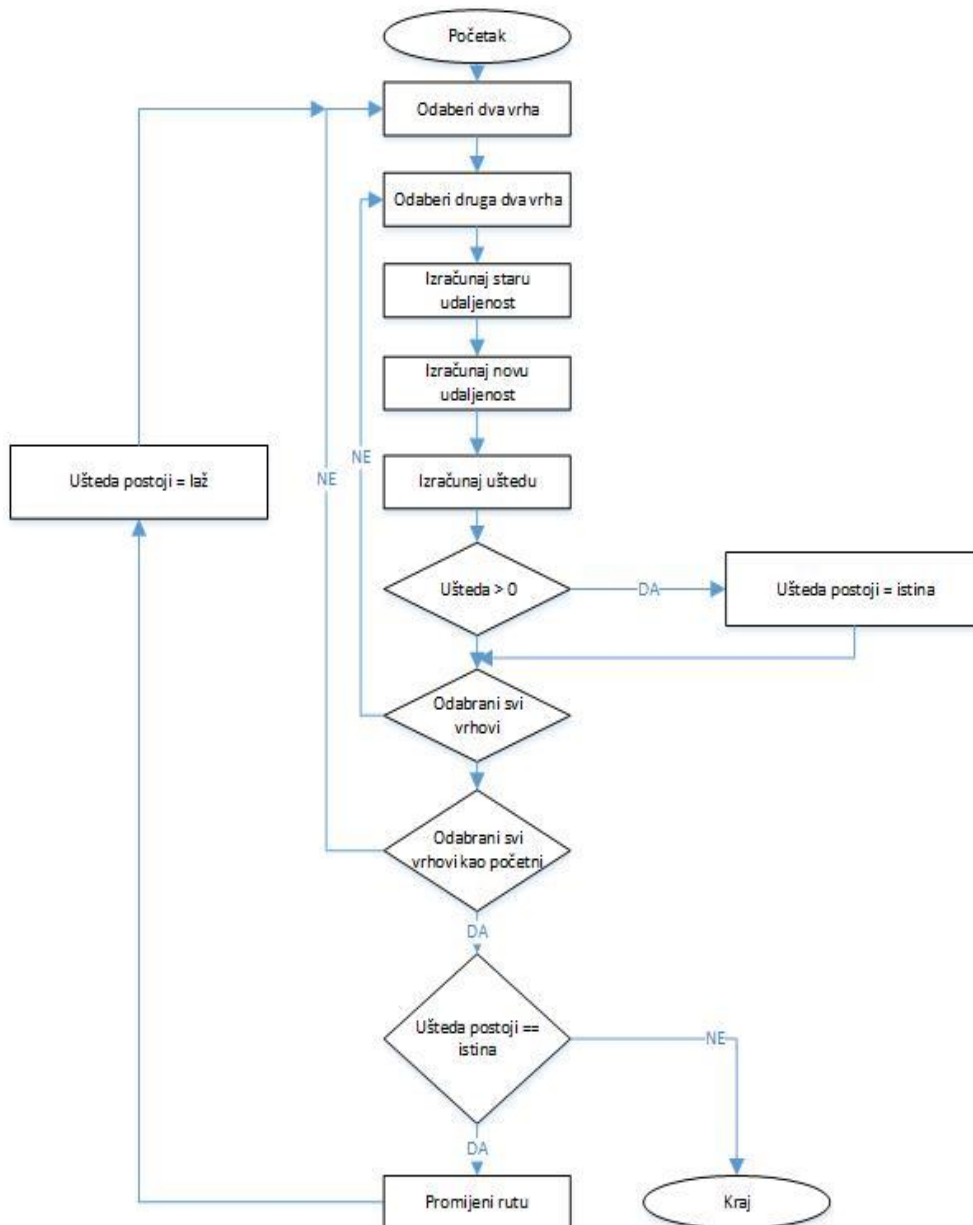 Početak
Odaberi dva vrha
Odaberi druga dva vrha
Izračunaj staru
udaljenost
Izračunaj novu
udaljenost
NE
Ušteda postoji = laž
NE
Izračunaj uštedu
Ušteda > 0
DA
Ušteda postoji = istina
Odabrani svi
vrhovi
Odabrani svi
vrhovi kao početni
DA
Ušteda postoji ==
istina
NE
DA
Promijeni rutu
Kraj